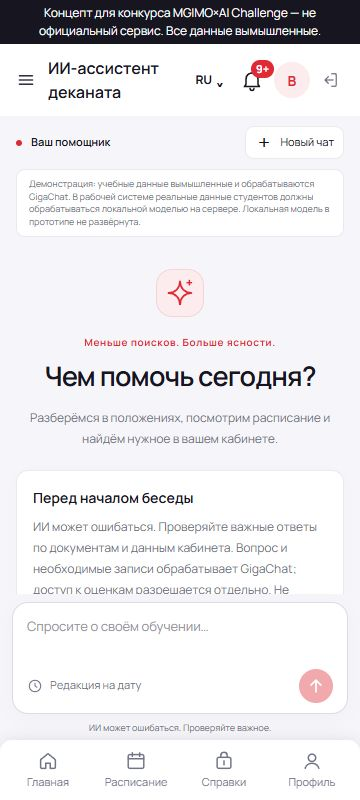 Концепт для конкурса MGIMO×AI Challenge — не
официальный сервис. Все данные вымышленные.
ИИ-ассистент
деканата
RU
9+
B
Ваш помощник
+ Новый чат
Демонстрация: учебные данные вымышленные и обрабатываются
GigaChat. В рабочей системе реальные данные студентов должны
обрабатываться локальной моделью на сервере. Локальная модель в
прототипе не развёрнута.
Меньше поисков. Больше ясности.
Чем помочь сегодня?
Разберёмся в положениях, посмотрим расписание и
найдём нужное в вашем кабинете.
Перед началом беседы
ИИ может ошибаться. Проверяйте важные ответы
по документам и данным кабинета. Вопрос и
необходимые записи обрабатывает GigaChat;
доступ к оценкам разрешается отдельно. Не
Спросите о своём обучении…
Редакция на дату
ИИ может ошибаться. Проверяйте важное.
Главная
Расписание
Справки
Профиль